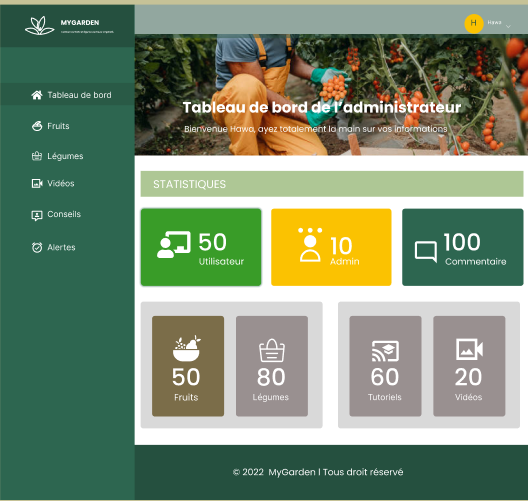 MYGARDEN
H
Hawa
Tableau de bord
Fruits
Légumes
Vidéos
Conseils
Alertes
Tableau de bord de l'administrateur
Bienvenue Hawa, ayez totalement la main sur vos informations
STATISTIQUES
50
Utilisateur
10
Admin
100
Commentaire
50
Fruits
80
Légumes
60
Tutoriels
20
Vidéos
© 2022 MyGarden | Tous droit réservé